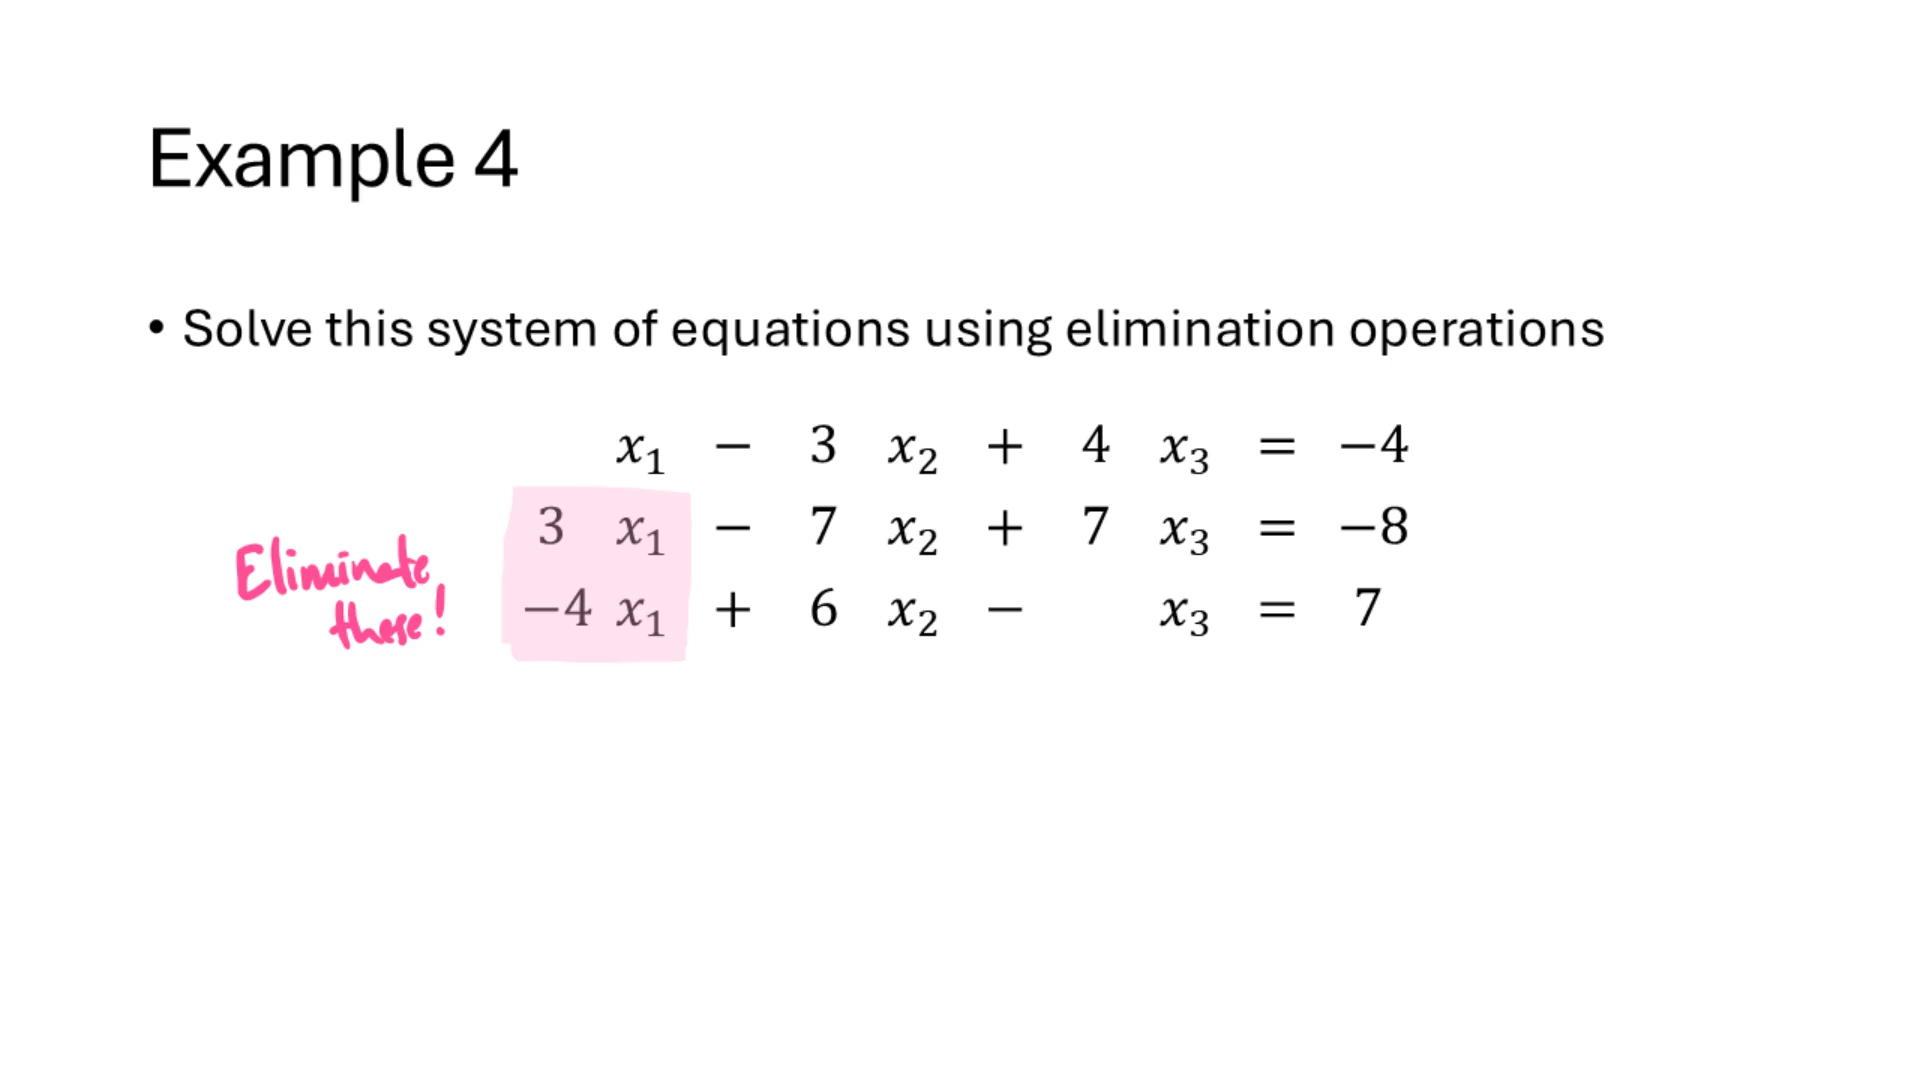 Example 4
• Solve this system of equations using elimination operations
x₁ − 3 x₂ + 4 x₃ = −4
3 x₁ − 7 x₂ + 7 x₃ = −8
−4 x₁ + 6 x₂ − x₃ = 7
Eliminate
these!